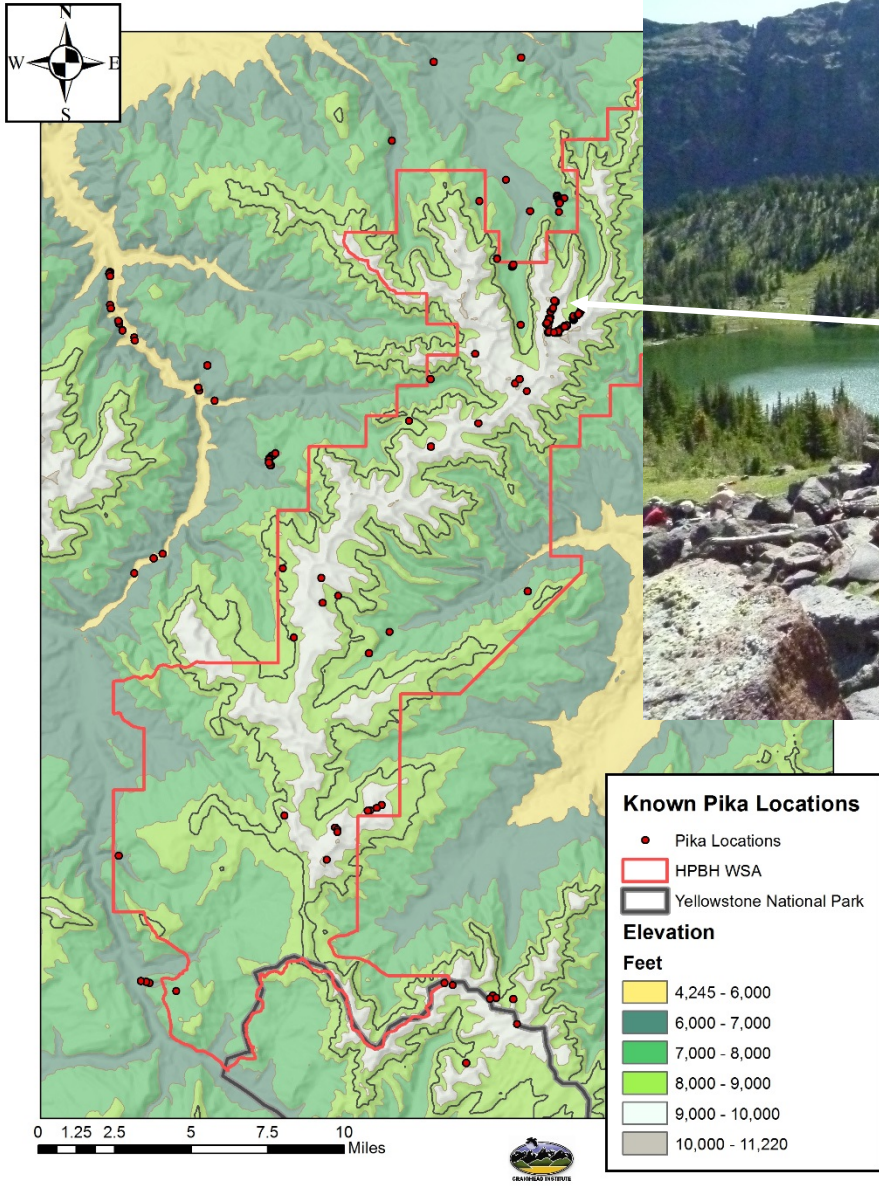 N
W E
S
Known Pika Locations
Pika Locations
HPBH WSA
Yellowstone National Park
Elevation
Feet
4,245 - 6,000
6,000 - 7,000
7,000 - 8,000
8,000 - 9,000
9,000 - 10,000
10,000 - 11,220
0 1.25 2.5 5 7.5 10
Miles
CRAIGHEAD INSTITUTE